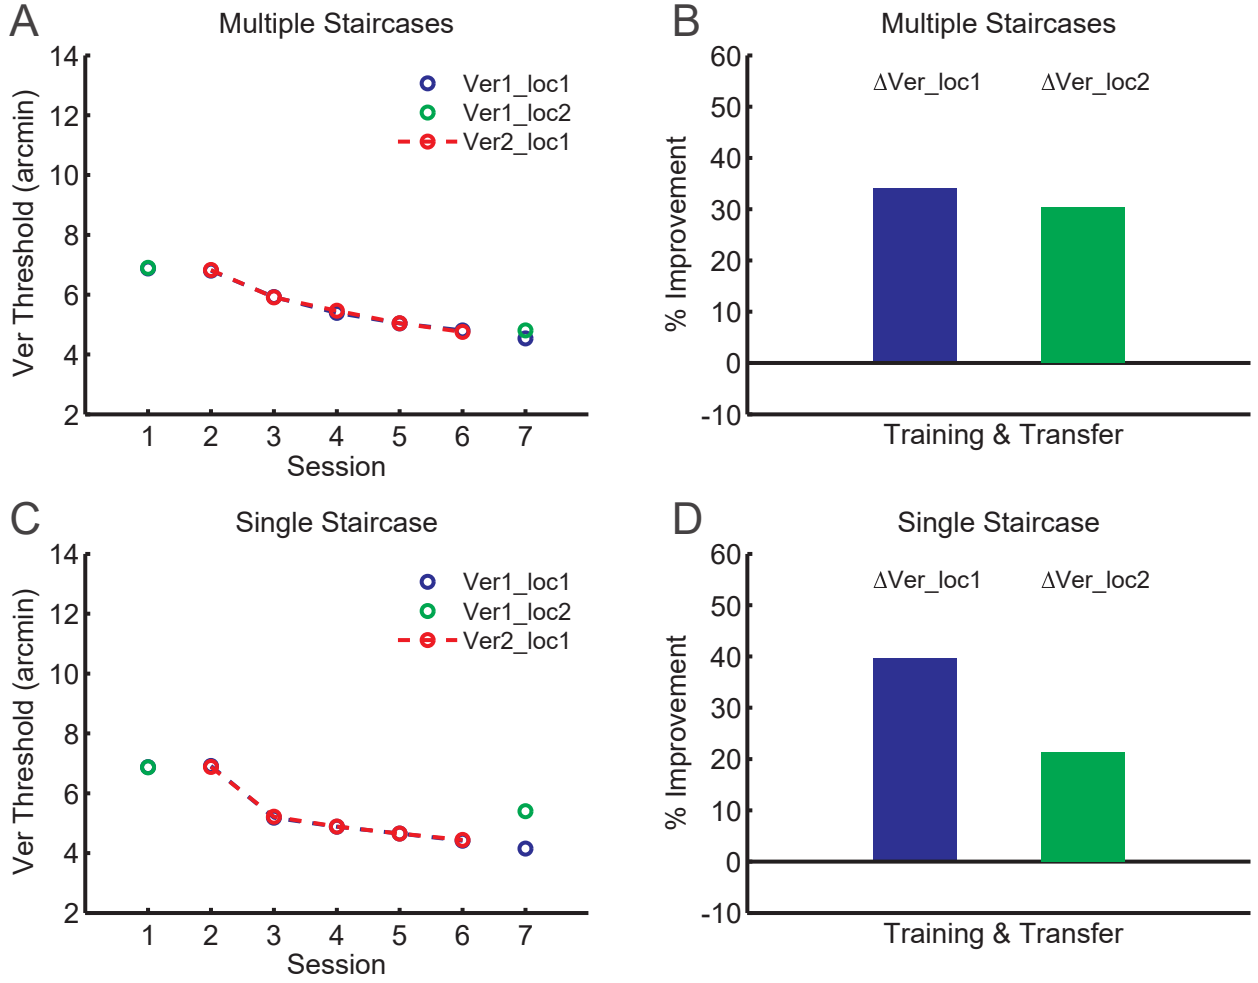 A
Multiple Staircases
14
12
10
8
6
4
2
Ver Threshold (arcmin)
Ver1_loc1
Ver1_loc2
Ver2_loc1
1 2 3 4 5 6 7
Session
B
Multiple Staircases
60
50
40
30
20
10
0
-10
% Improvement
ΔVer_loc1 ΔVer_loc2
Training & Transfer
C
Single Staircase
14
12
10
8
6
4
2
Ver Threshold (arcmin)
Ver1_loc1
Ver1_loc2
Ver2_loc1
1 2 3 4 5 6 7
Session
D
Single Staircase
60
50
40
30
20
10
0
-10
% Improvement
ΔVer_loc1 ΔVer_loc2
Training & Transfer